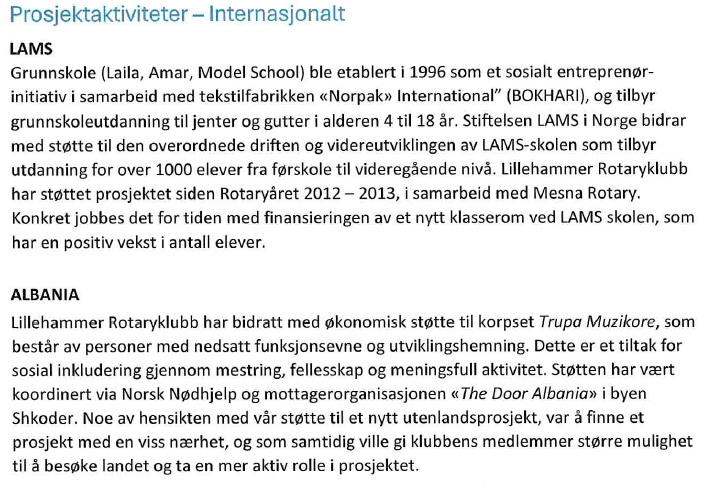 Prosjektaktiviteter – Internasjonalt
LAMS
Grunnskole (Laila, Amar, Model School) ble etablert i 1996 som et sosialt entreprenør-
initiativ i samarbeid med tekstilfabrikken «Norpak» International” (BOKHARI), og tilbyr
grunnskoleutdanning til jenter og gutter i alderen 4 til 18 år. Stiftelsen LAMS i Norge bidrar
med støtte til den overordnede driften og videreutviklingen av LAMS-skolen som tilbyr
utdanning for over 1000 elever fra førskole til videregående nivå. Lillehammer Rotaryklubb
har støttet prosjektet siden Rotaryåret 2012 – 2013, i samarbeid med Mesna Rotary.
Konkret jobbes det for tiden med finansieringen av et nytt klasserom ved LAMS skolen, som
har en positiv vekst i antall elever.
ALBANIA
Lillehammer Rotaryklubb har bidratt med økonomisk støtte til korpset Trupa Muzikore, som
består av personer med nedsatt funksjonsevne og utviklingshemning. Dette er et tiltak for
sosial inkludering gjennom mestring, fellesskap og meningsfull aktivitet. Støtten har vært
koordinert via Norsk Nødhjelp og mottagerorganisasjonen «The Door Albania» i byen
Shkoder. Noe av hensikten med vår støtte til et nytt utenlandsprosjekt, var å finne et
prosjekt med en viss nærhet, og som samtidig ville gi klubbens medlemmer større mulighet
til å besøke landet og ta en mer aktiv rolle i prosjektet.